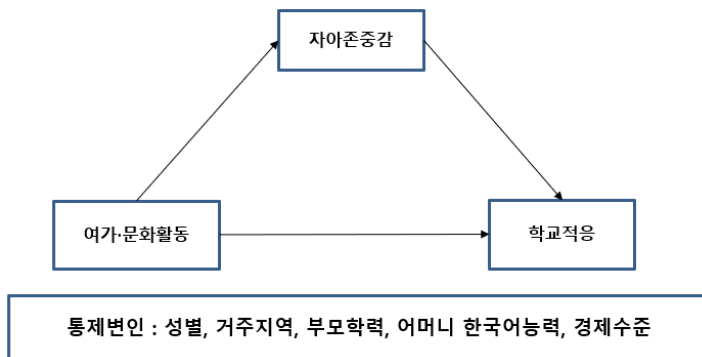 자아존중감
여가·문화활동
학교적응
통제변인 : 성별, 거주지역, 부모학력, 어머니 한국어능력, 경제수준